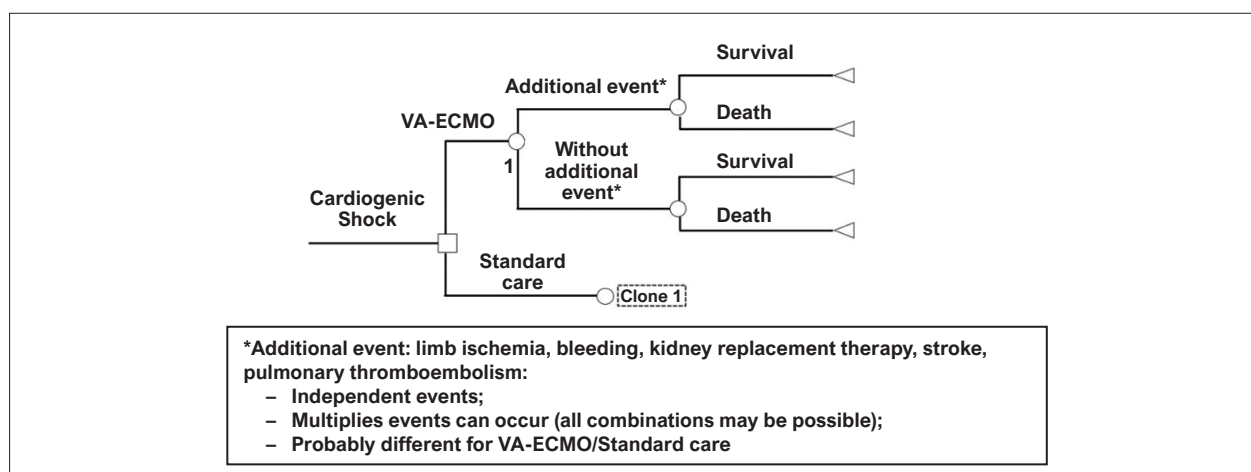 Survival
Additional event*
Death
VA-ECMO
1
Without
additional
event*
Survival
Death
Cardiogenic
Shock
Standard
care
Clone 1
*Additional event: limb ischemia, bleeding, kidney replacement therapy, stroke,
pulmonary thromboembolism:
– Independent events;
– Multiplies events can occur (all combinations may be possible);
– Probably different for VA-ECMO/Standard care